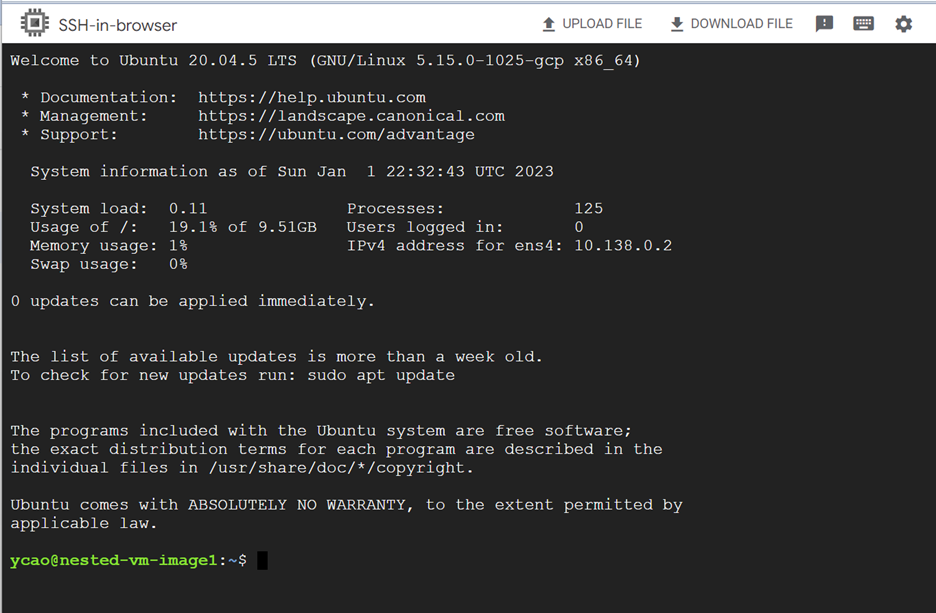 SSH-in-browser
UPLOAD FILE
DOWNLOAD FILE
Welcome to Ubuntu 20.04.5 LTS (GNU/Linux 5.15.0-1025-gcp x86_64)
* Documentation:  https://help.ubuntu.com
* Management:     https://landscape.canonical.com
* Support:        https://ubuntu.com/advantage
System information as of Sun Jan  1 22:32:43 UTC 2023
System load:  0.11               Processes:             125
Usage of /:   19.1% of 9.51GB   Users logged in:       0
Memory usage: 1%                 IPv4 address for ens4: 10.138.0.2
Swap usage:   0%
0 updates can be applied immediately.
The list of available updates is more than a week old.
To check for new updates run: sudo apt update
The programs included with the Ubuntu system are free software;
the exact distribution terms for each program are described in the
individual files in /usr/share/doc/*/copyright.
Ubuntu comes with ABSOLUTELY NO WARRANTY, to the extent permitted by
applicable law.
ycao@nested-vm-image1:~$